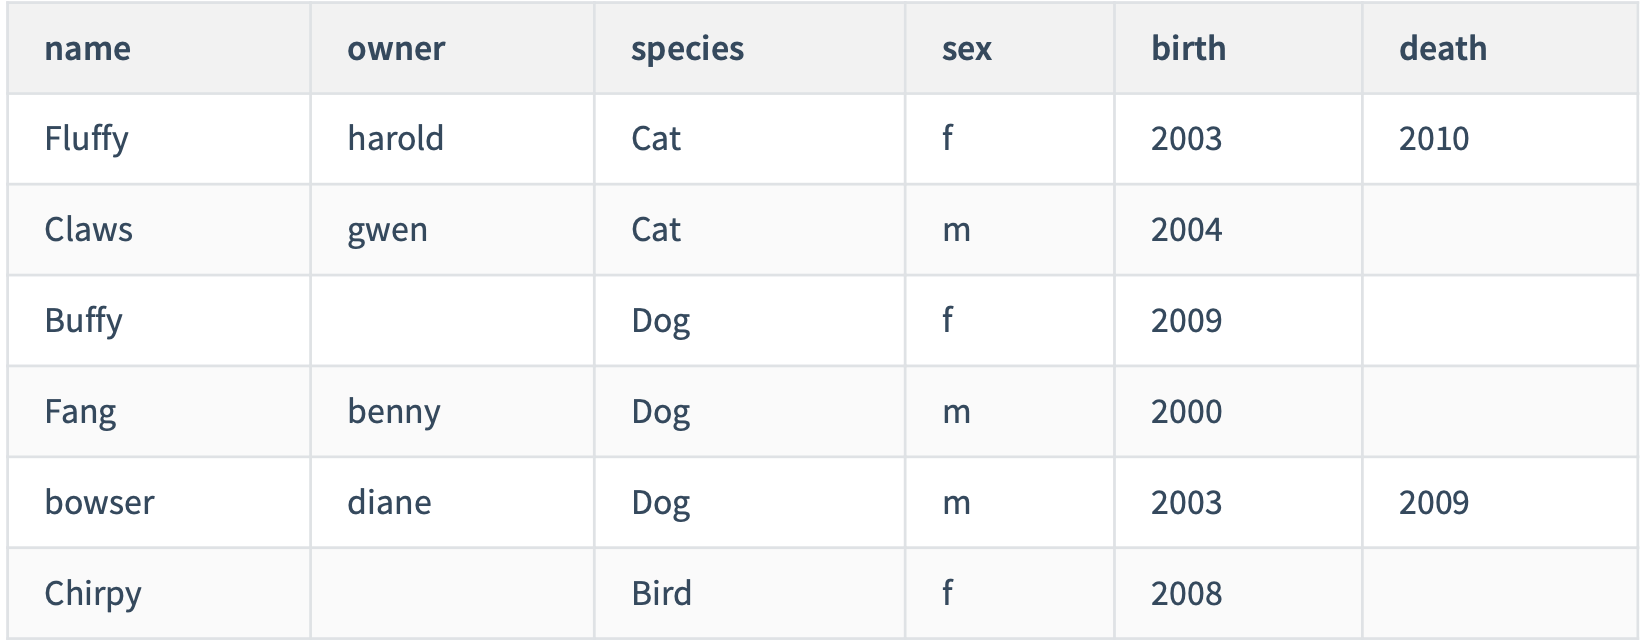 name owner species sex birth death
Fluffy harold Cat f 2003 2010
Claws gwen Cat m 2004
Buffy Dog f 2009
Fang benny Dog m 2000
bowser diane Dog m 2003 2009
Chirpy Bird f 2008